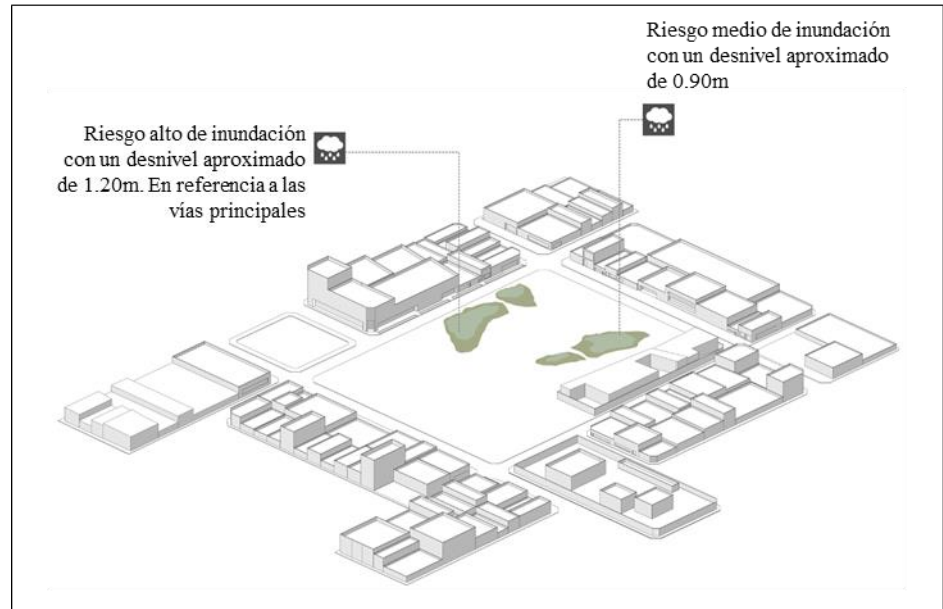 Riesgo medio de inundación
con un desnivel aproximado
de 0.90m
Riesgo alto de inundación
con un desnivel aproximado
de 1.20m. En referencia a las
vías principales